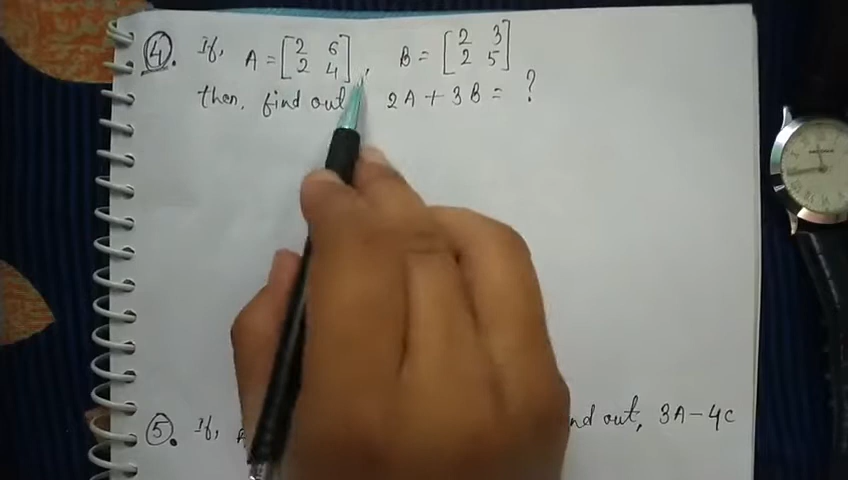 4. If, A = [2 6 2 4], B = [2 3 2 5]
then, find out 2A + 3B = ?
5. If, out, 3A - 4C